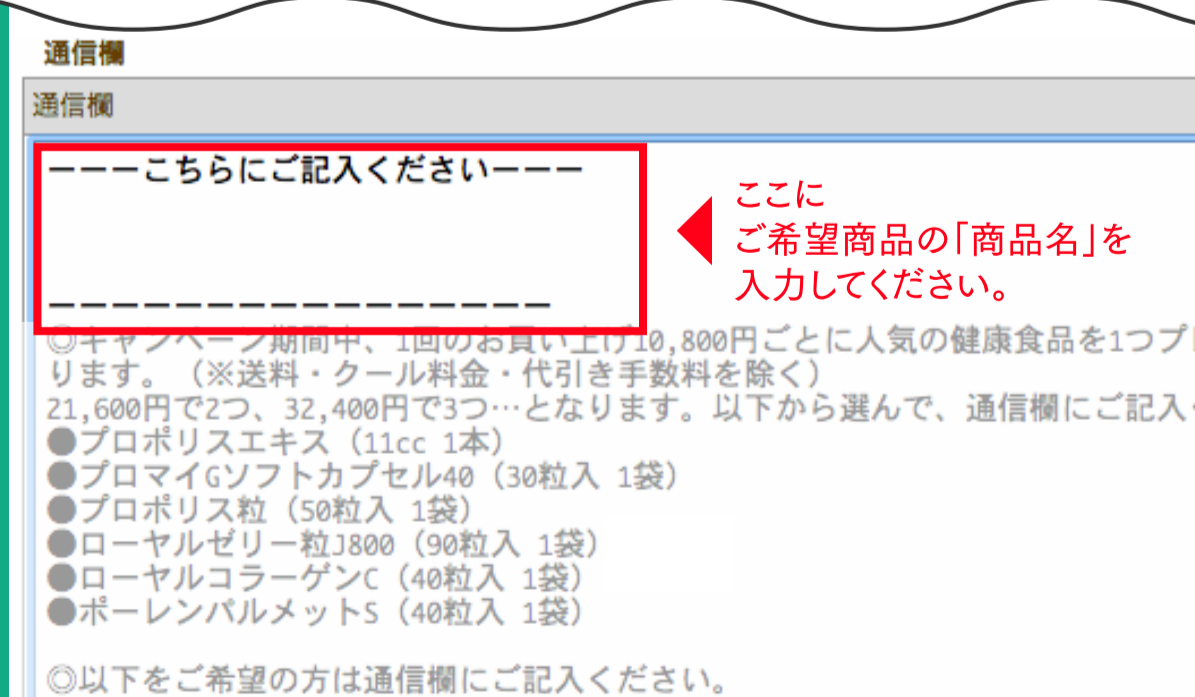 通信欄
通信欄
ーーーこちらにご記入くださいーーー
ここに
ご希望商品の「商品名」を
入力してください。
ーーーーーーーーーーーーーーーー
◎キャンペーン期間中、1回のお買い上げ10,800円ごとに人気の健康食品を1つプ
ります。（※送料・クール料金・代引き手数料を除く）
21,600円で2つ、32,400円で3つ…となります。以下から選んで、通信欄にご記入
●プロポリスエキス（11cc 1本）
●プロマイGソフトカプセル40（30粒入 1袋）
●プロポリス粒（50粒入 1袋）
●ローヤルゼリー粒J800（90粒入 1袋）
●ローヤルコラーゲンC（40粒入 1袋）
●ポーレンパルメットS（40粒入 1袋）
◎以下をご希望の方は通信欄にご記入ください。